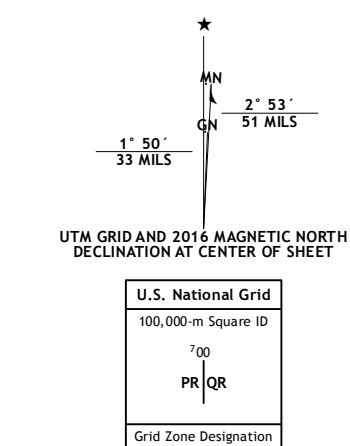 ★
MN
GN
2° 53´
51 MILS
1° 50´
33 MILS
UTM GRID AND 2016 MAGNETIC NORTH
DECLINATION AT CENTER OF SHEET
U.S. National Grid
100,000-m Square ID
⁷00
PR QR
Grid Zone Designation